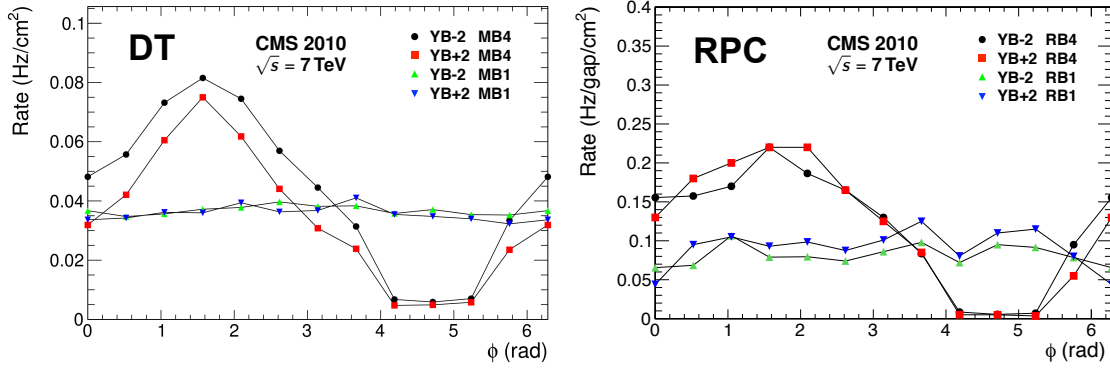 DT
CMS 2010
√s = 7 TeV
YB-2 MB4
YB+2 MB4
YB-2 MB1
YB+2 MB1
Rate (Hz/cm²)
0.1
0.08
0.06
0.04
0.02
0
0 1 2 3 4 5 6
ϕ (rad)
RPC
CMS 2010
√s = 7 TeV
YB-2 RB4
YB+2 RB4
YB-2 RB1
YB+2 RB1
Rate (Hz/gap/cm²)
0.4
0.35
0.3
0.25
0.2
0.15
0.1
0.05
0
0 1 2 3 4 5 6
ϕ (rad)